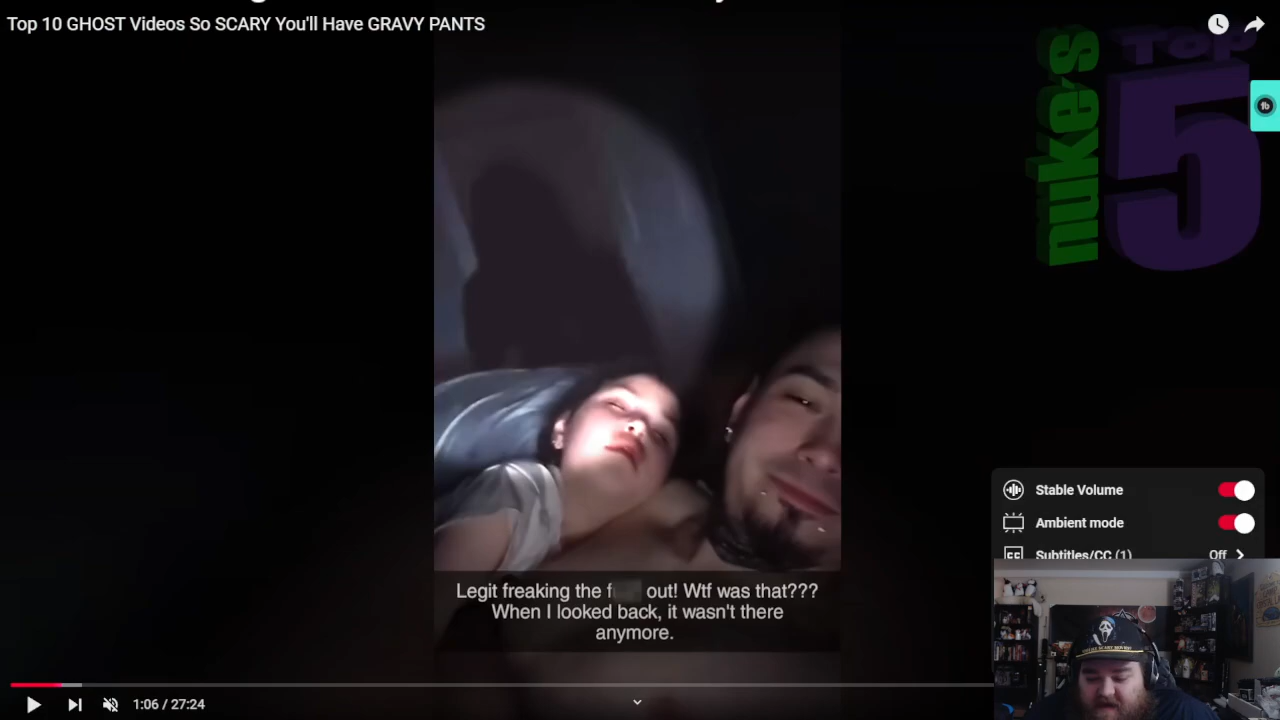 Top 10 GHOST Videos So SCARY You'll Have GRAVY PANTS
nuke's
Top
5
Stable Volume
Ambient mode
Subtitles/CC (1)
Off
Legit freaking the f out! Wtf was that???
When I looked back, it wasn't there
anymore.
1:06 / 27:24